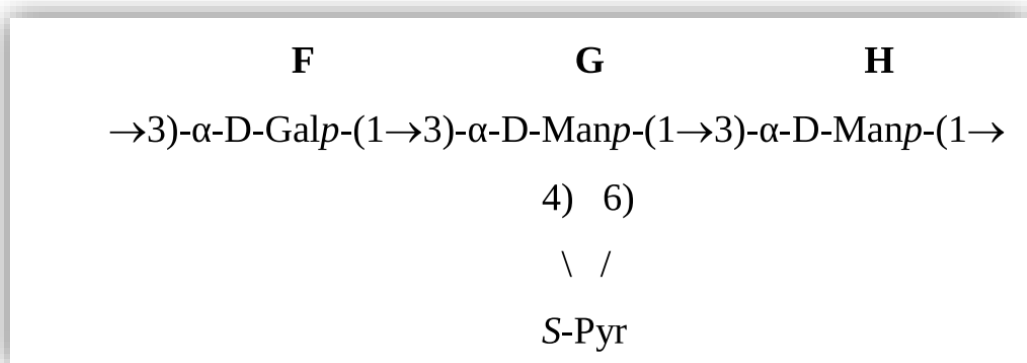 F G H
→3)-α-D-Galp-(1→3)-α-D-Manp-(1→3)-α-D-Manp-(1→
4) 6)
\ /
S-Pyr